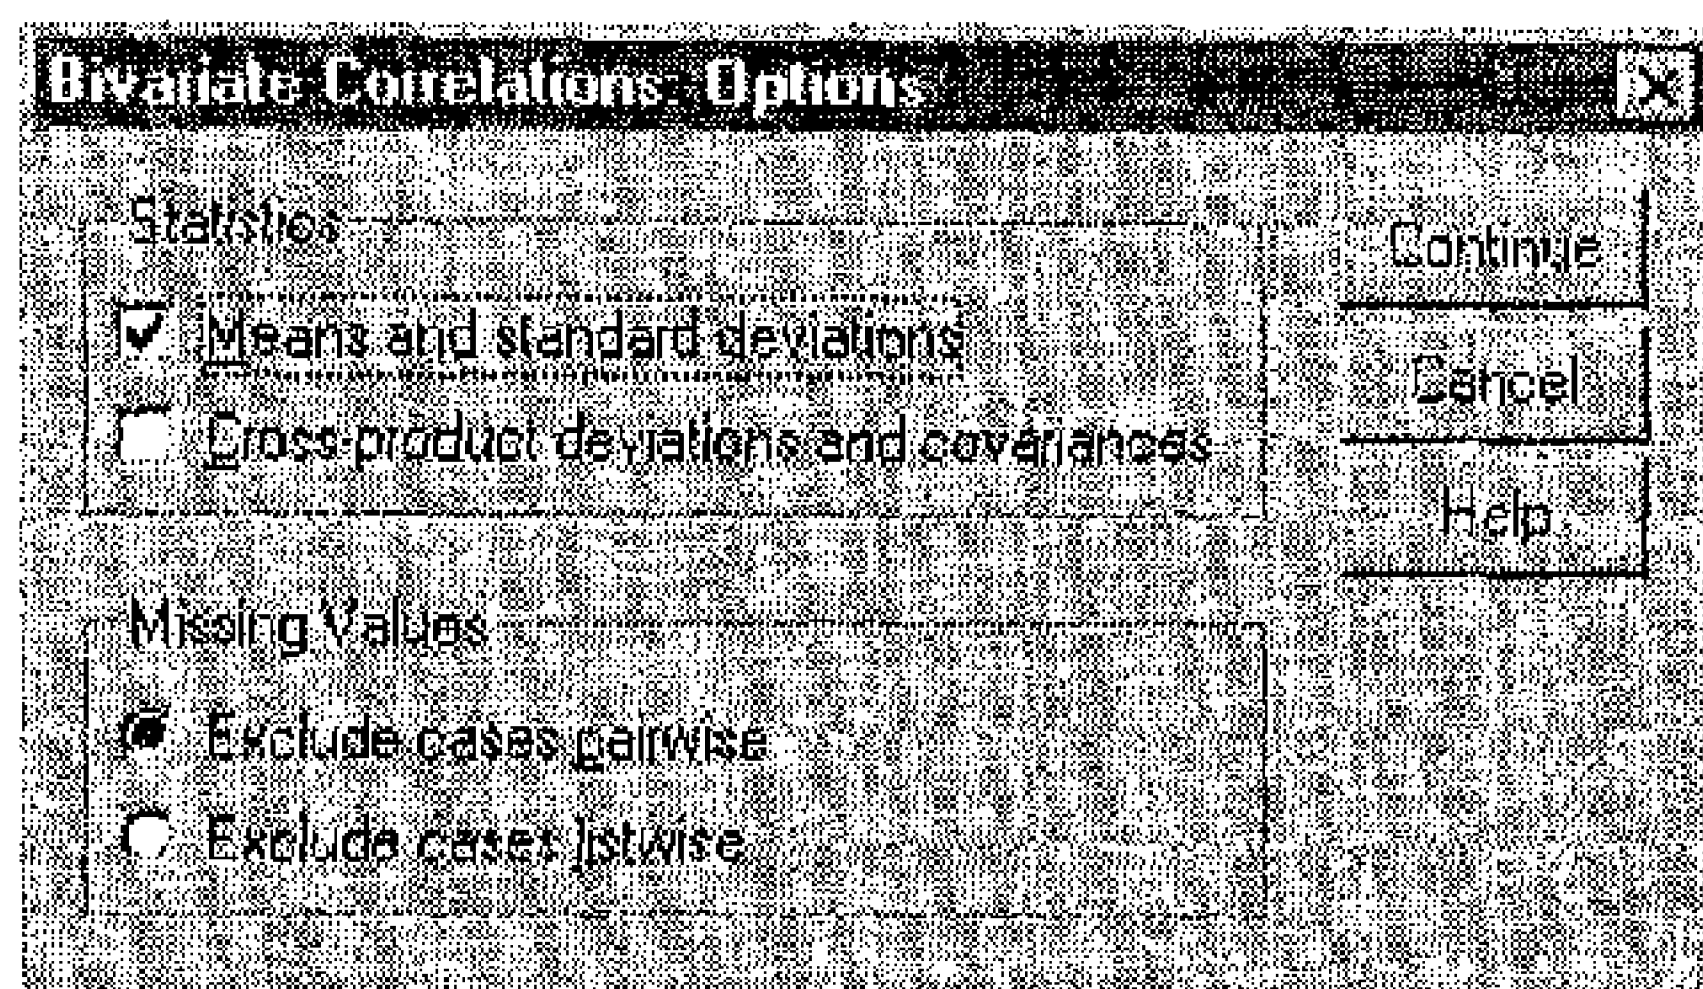 Bivariate Correlations: Options
Statistics
Means and standard deviations
Cross-product deviations and covariances
Missing Values
Exclude cases pairwise
Exclude cases listwise
Continue
Cancel
Help